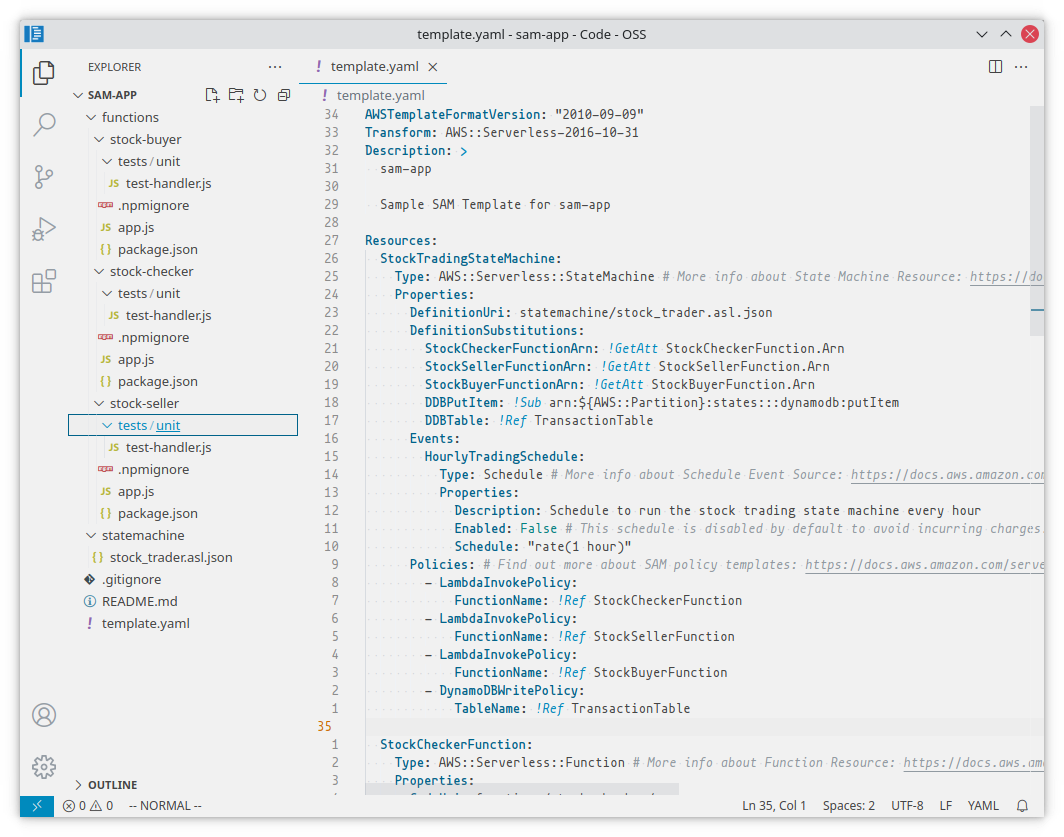 template.yaml - sam-app - Code - OSS
EXPLORER
SAM-APP
functions
stock-buyer
tests / unit
JS test-handler.js
npm .npmignore
JS app.js
{} package.json
stock-checker
tests / unit
JS test-handler.js
npm .npmignore
JS app.js
{} package.json
stock-seller
tests / unit
JS test-handler.js
npm .npmignore
JS app.js
{} package.json
statemachine
{} stock_trader.asl.json
.gitignore
README.md
! template.yaml
OUTLINE
! template.yaml
! template.yaml
34 AWSTemplateFormatVersion: "2010-09-09"
33 Transform: AWS::Serverless-2016-10-31
32 Description: >
31 sam-app
30
29 Sample SAM Template for sam-app
28
27 Resources:
26 StockTradingStateMachine:
25 Type: AWS::Serverless::StateMachine # More info about State Machine Resource: https://do
24 Properties:
23 DefinitionUri: statemachine/stock_trader.asl.json
22 DefinitionSubstitutions:
21 StockCheckerFunctionArn: !GetAtt StockCheckerFunction.Arn
20 StockSellerFunctionArn: !GetAtt StockSellerFunction.Arn
19 StockBuyerFunctionArn: !GetAtt StockBuyerFunction.Arn
18 DDBPutItem: !Sub arn:${AWS::Partition}:states:::dynamodb:putItem
17 DDBTable: !Ref TransactionTable
16 Events:
15 HourlyTradingSchedule:
14 Type: Schedule # More info about Schedule Event Source: https://docs.aws.amazon.co
13 Properties:
12 Description: Schedule to run the stock trading state machine every hour
11 Enabled: False # This schedule is disabled by default to avoid incurring charges.
10 Schedule: "rate(1 hour)"
9 Policies: # Find out more about SAM policy templates: https://docs.aws.amazon.com/serve
8 - LambdaInvokePolicy:
7 FunctionName: !Ref StockCheckerFunction
6 - LambdaInvokePolicy:
5 FunctionName: !Ref StockSellerFunction
4 - LambdaInvokePolicy:
3 FunctionName: !Ref StockBuyerFunction
2 - DynamoDBWritePolicy:
1 TableName: !Ref TransactionTable
35
1 StockCheckerFunction:
2 Type: AWS::Serverless::Function # More info about Function Resource: https://docs.aws.am
3 Properties:
0 0 -- NORMAL --
Ln 35, Col 1 Spaces: 2 UTF-8 LF YAML